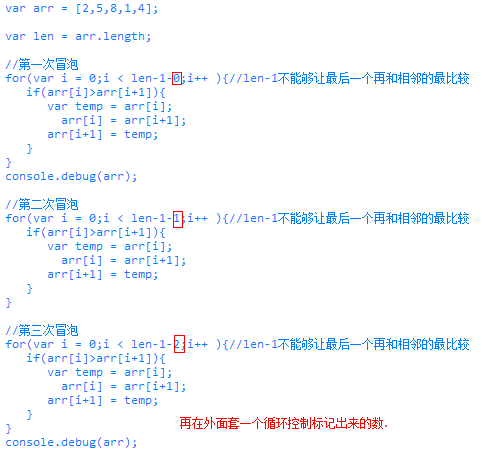 var arr = [2,5,8,1,4];
var len = arr.length;
//第一次冒泡
for(var i = 0;i < len-1-0;i++ ){//len-1不能够让最后一个再和相邻的最比较
if(arr[i]>arr[i+1]){
var temp = arr[i];
arr[i] = arr[i+1];
arr[i+1] = temp;
}
}
console.debug(arr);
//第二次冒泡
for(var i = 0;i < len-1-1;i++ ){//len-1不能够让最后一个再和相邻的最比较
if(arr[i]>arr[i+1]){
var temp = arr[i];
arr[i] = arr[i+1];
arr[i+1] = temp;
}
}
//第三次冒泡
for(var i = 0;i < len-1-2;i++ ){//len-1不能够让最后一个再和相邻的最比较
if(arr[i]>arr[i+1]){
var temp = arr[i];
arr[i] = arr[i+1];
arr[i+1] = temp;
}
再在外面套一个循环控制标记出来的数.
}
console.debug(arr);